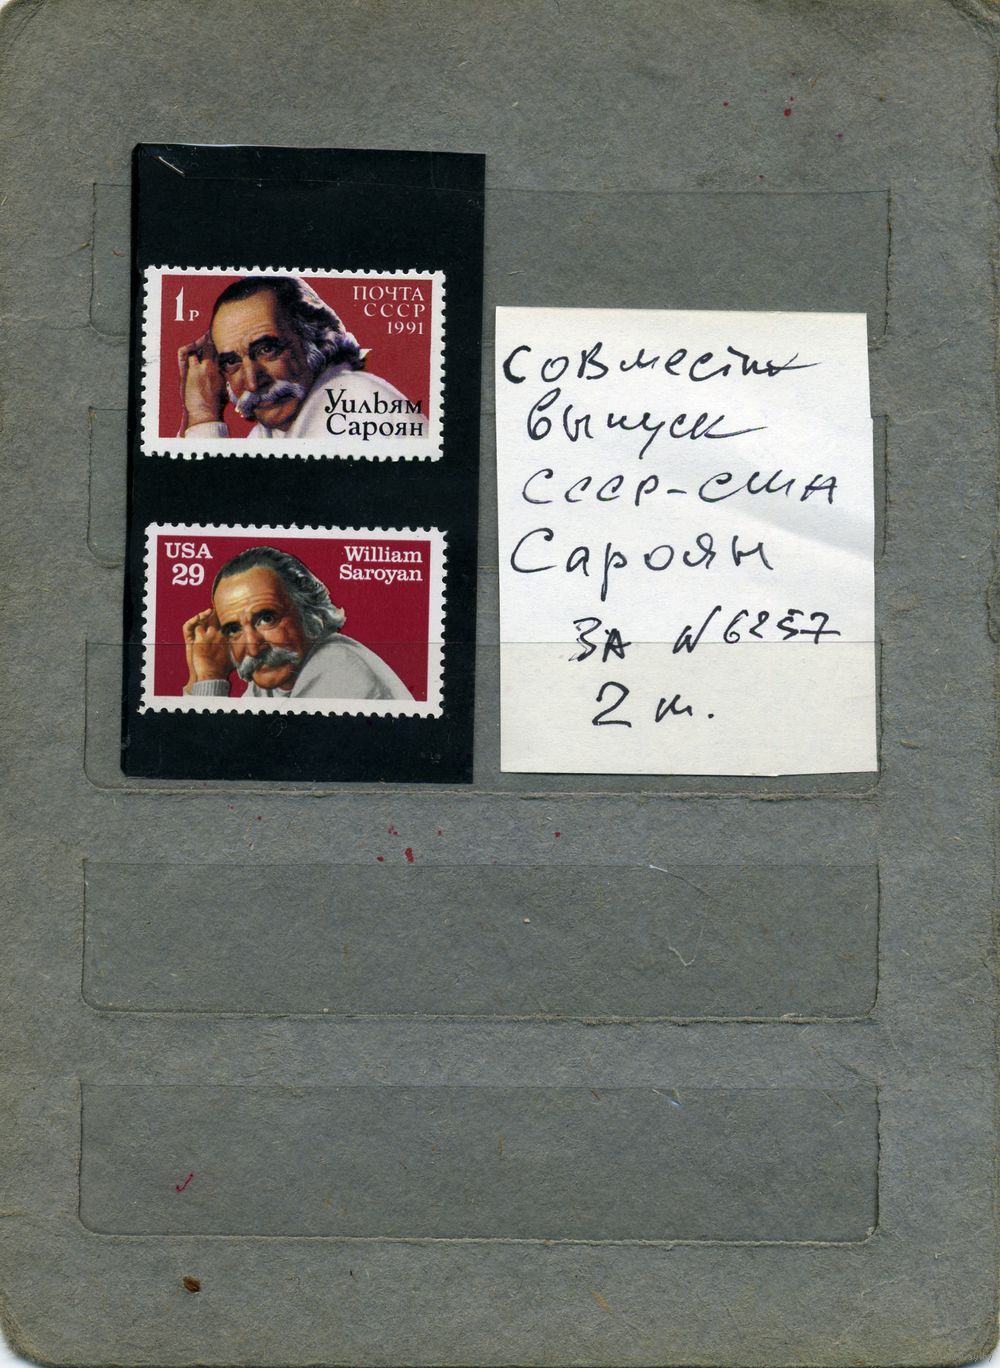 1р
ПОЧТА
СССР
1991
Уильям
Сароян
USA
29
William
Saroyan
совместн
выпуск
СССР-США
Сароян
за №6257
2 м.